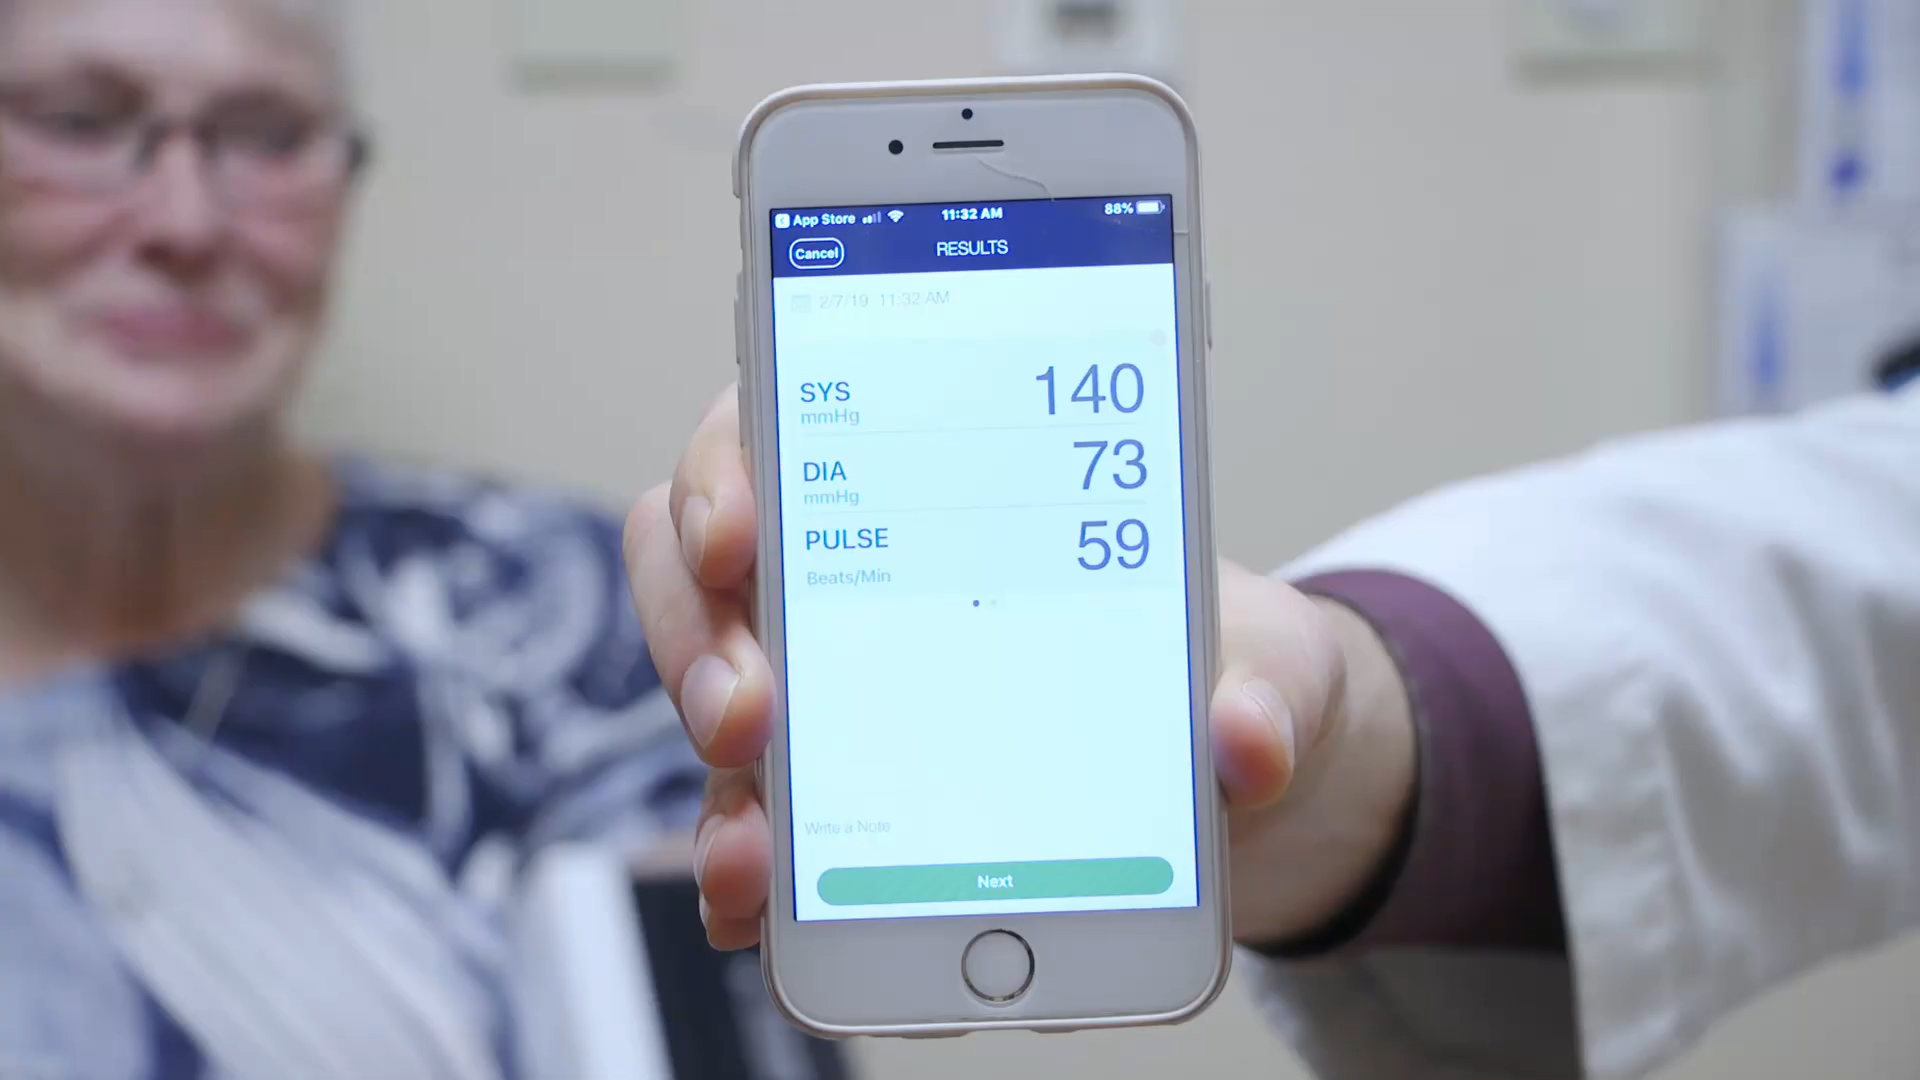 App Store 11:32 AM 88%
Cancel RESULTS
2/7/19 11:32 AM
SYS 140
mmHg
DIA 73
mmHg
PULSE 59
Beats/Min
Write a Note
Next